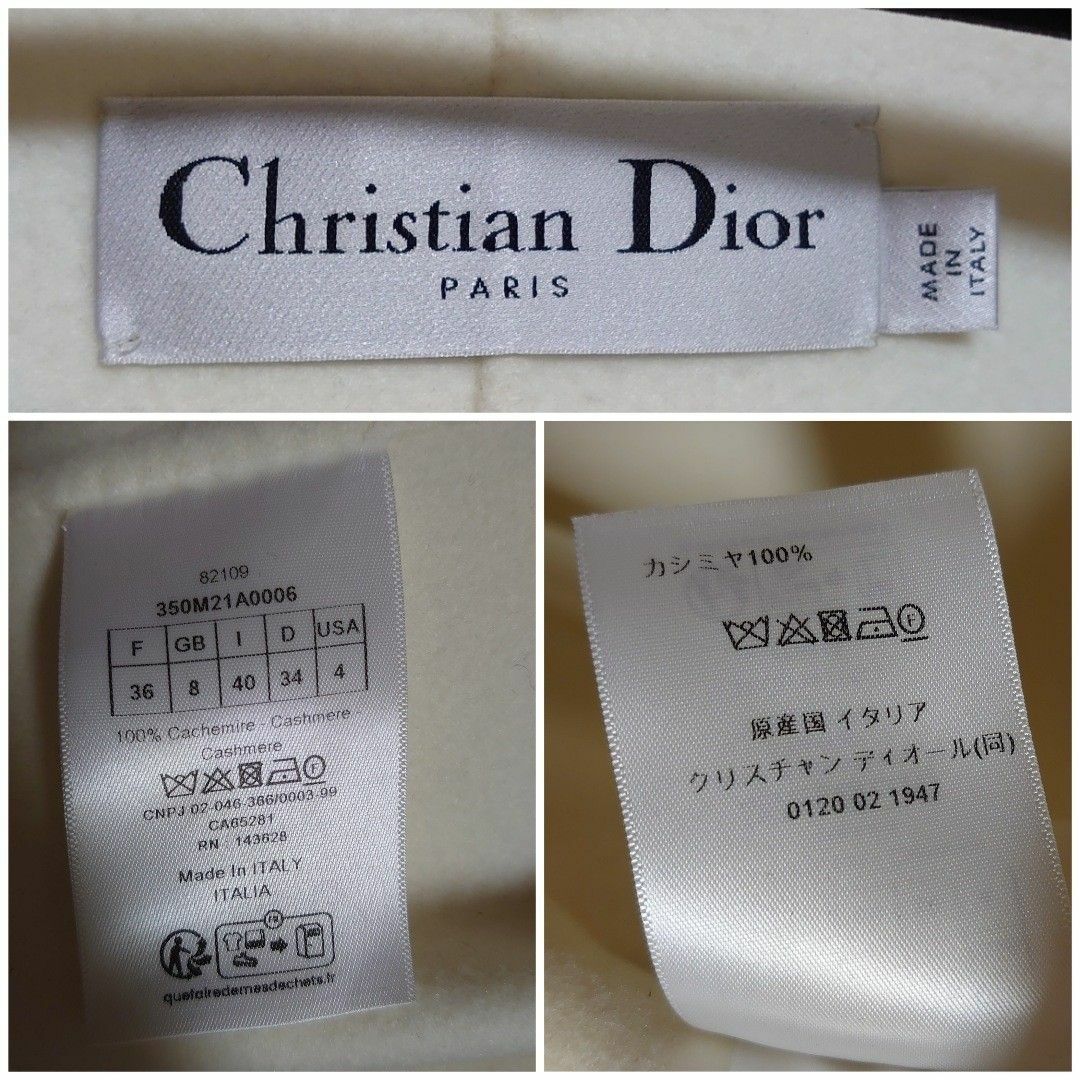 Christian Dior
PARIS
MADE
IN
ITALY
82109
350M21A0006
F GB I D USA
36 8 40 34 4
100% Cachemire - Cashmere
Cashmere
CNPJ 02-046-366/0003-99
CA65281
RN : 143628
Made In ITALY
ITALIA
FR
quefairedemesdechets.fr
カシミヤ100%
F
原産国 イタリア
クリスチャン ディオール(同)
0120 02 1947